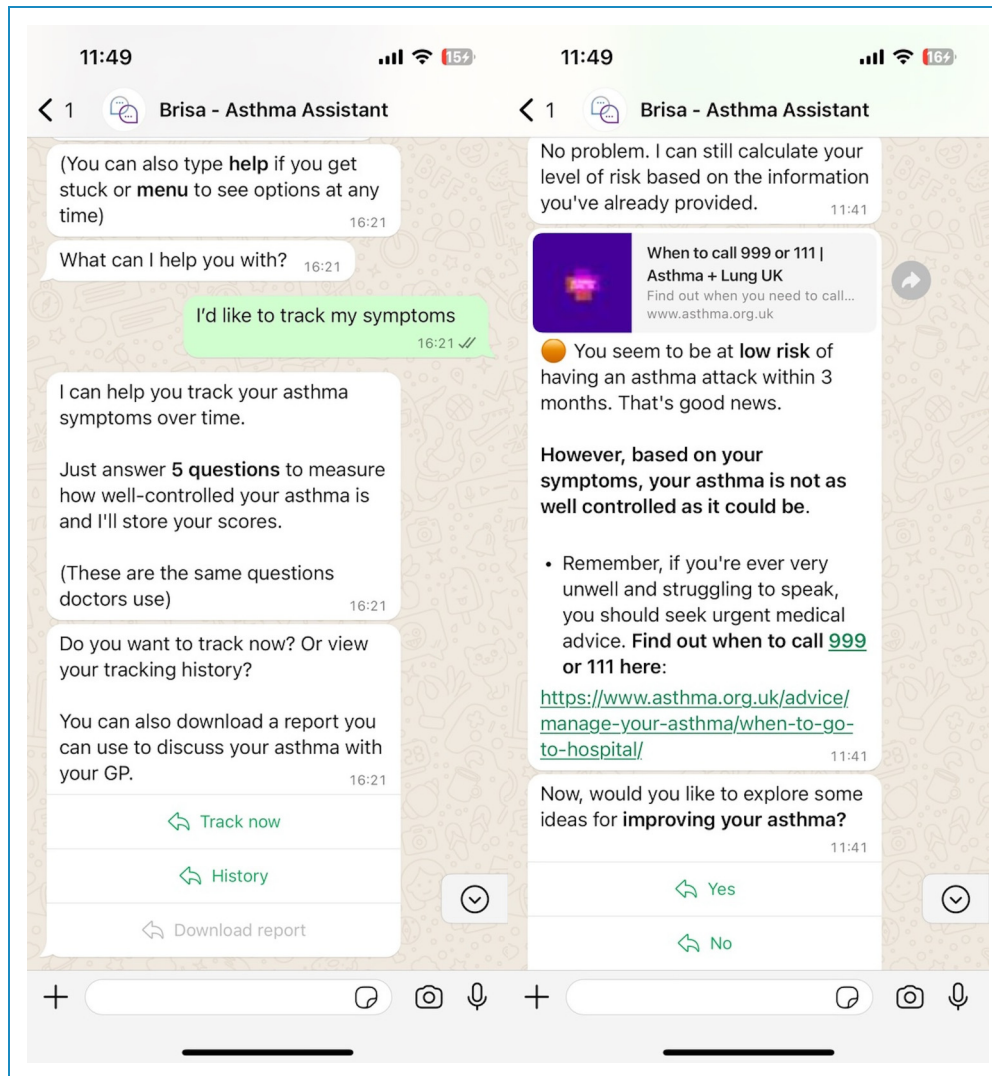 11:49
15
1
Brisa - Asthma Assistant
(You can also type help if you get
stuck or menu to see options at any
time)
16:21
What can I help you with?
16:21
I'd like to track my symptoms
16:21
I can help you track your asthma
symptoms over time.
Just answer 5 questions to measure
how well-controlled your asthma is
and I'll store your scores.
(These are the same questions
doctors use)
16:21
Do you want to track now? Or view
your tracking history?
You can also download a report you
can use to discuss your asthma with
your GP.
16:21
Track now
History
Download report
11:49
16
1
Brisa - Asthma Assistant
No problem. I can still calculate your
level of risk based on the information
you've already provided.
11:41
When to call 999 or 111 |
Asthma + Lung UK
Find out when you need to call...
www.asthma.org.uk
You seem to be at low risk of
having an asthma attack within 3
months. That's good news.
However, based on your
symptoms, your asthma is not as
well controlled as it could be.
• Remember, if you're ever very
unwell and struggling to speak,
you should seek urgent medical
advice. Find out when to call 999
or 111 here:
https://www.asthma.org.uk/advice/
manage-your-asthma/when-to-go-
to-hospital/
11:41
Now, would you like to explore some
ideas for improving your asthma?
11:41
Yes
No